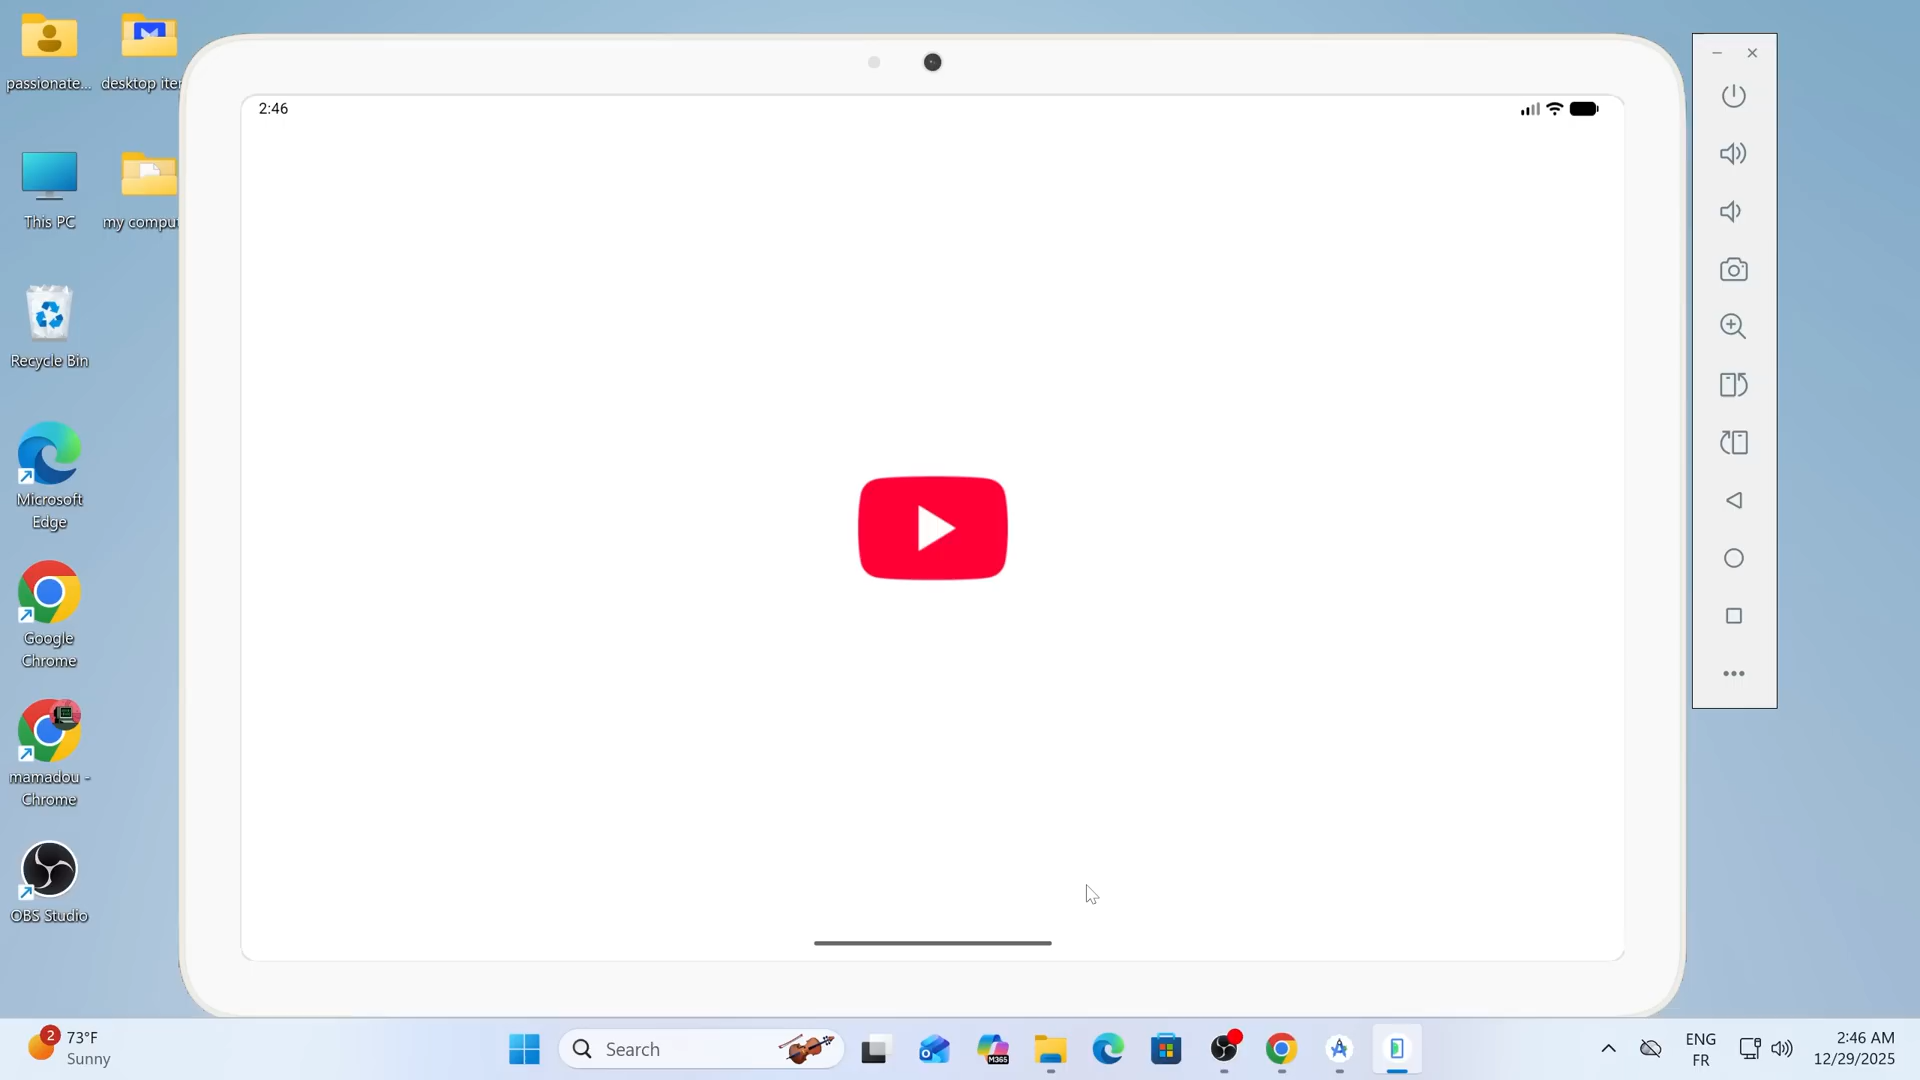 passionate...
desktop iter
2:46
This PC
my compu
Recycle Bin
Microsoft
Edge
Google
Chrome
mamadou -
Chrome
OBS Studio
2
73°F
Sunny
Search
M365
ENG
FR
2:46 AM
12/29/2025